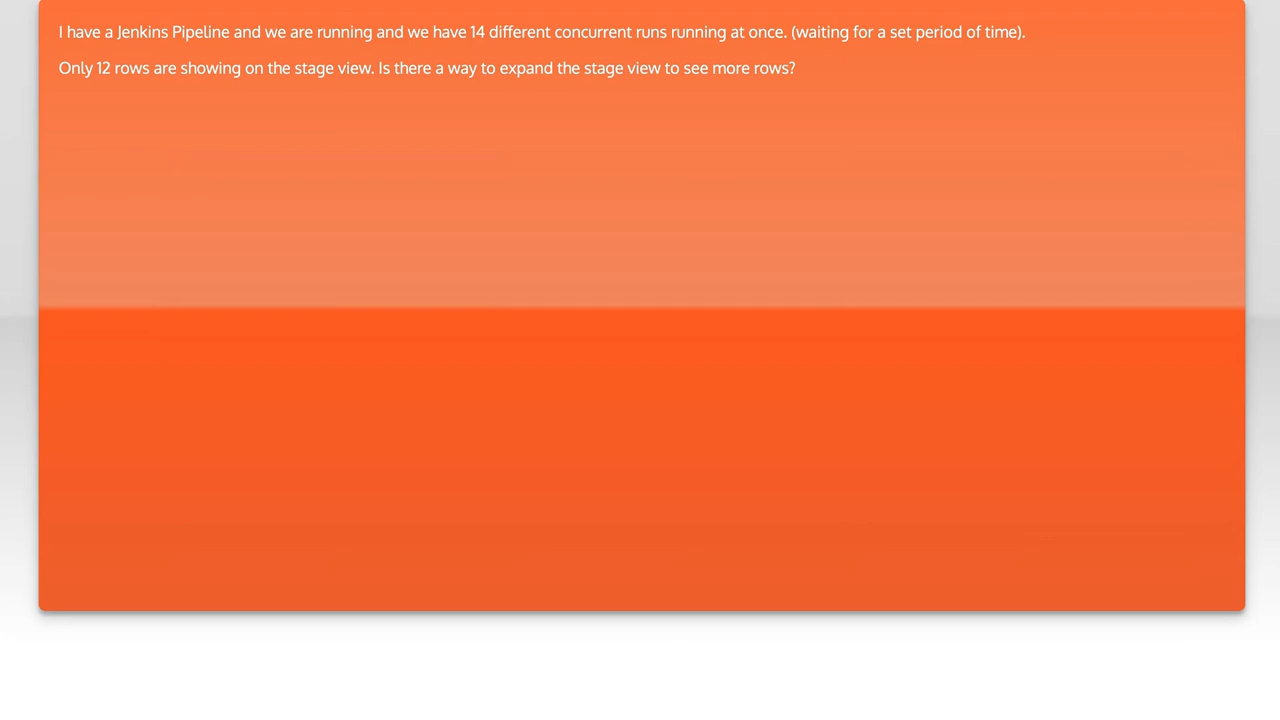 I have a Jenkins Pipeline and we are running and we have 14 different concurrent runs running at once. (waiting for a set period of time).
Only 12 rows are showing on the stage view. Is there a way to expand the stage view to see more rows?